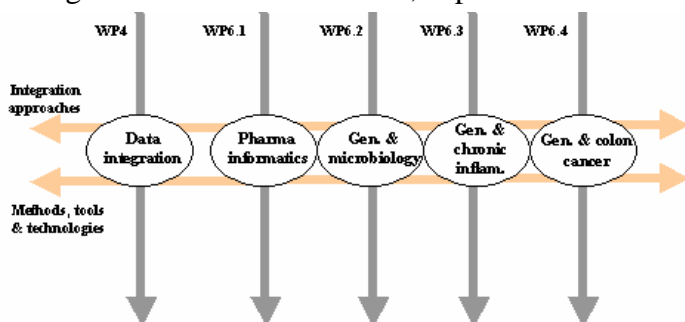 WP4 WP6.1 WP6.2 WP6.3 WP6.4
Integration
approaches
Data
integration
Pharma
informatics
Gen. &
microbiology
Gen. &
chronic
inflam.
Gen. & colon
cancer
Methods, tools
& technologies